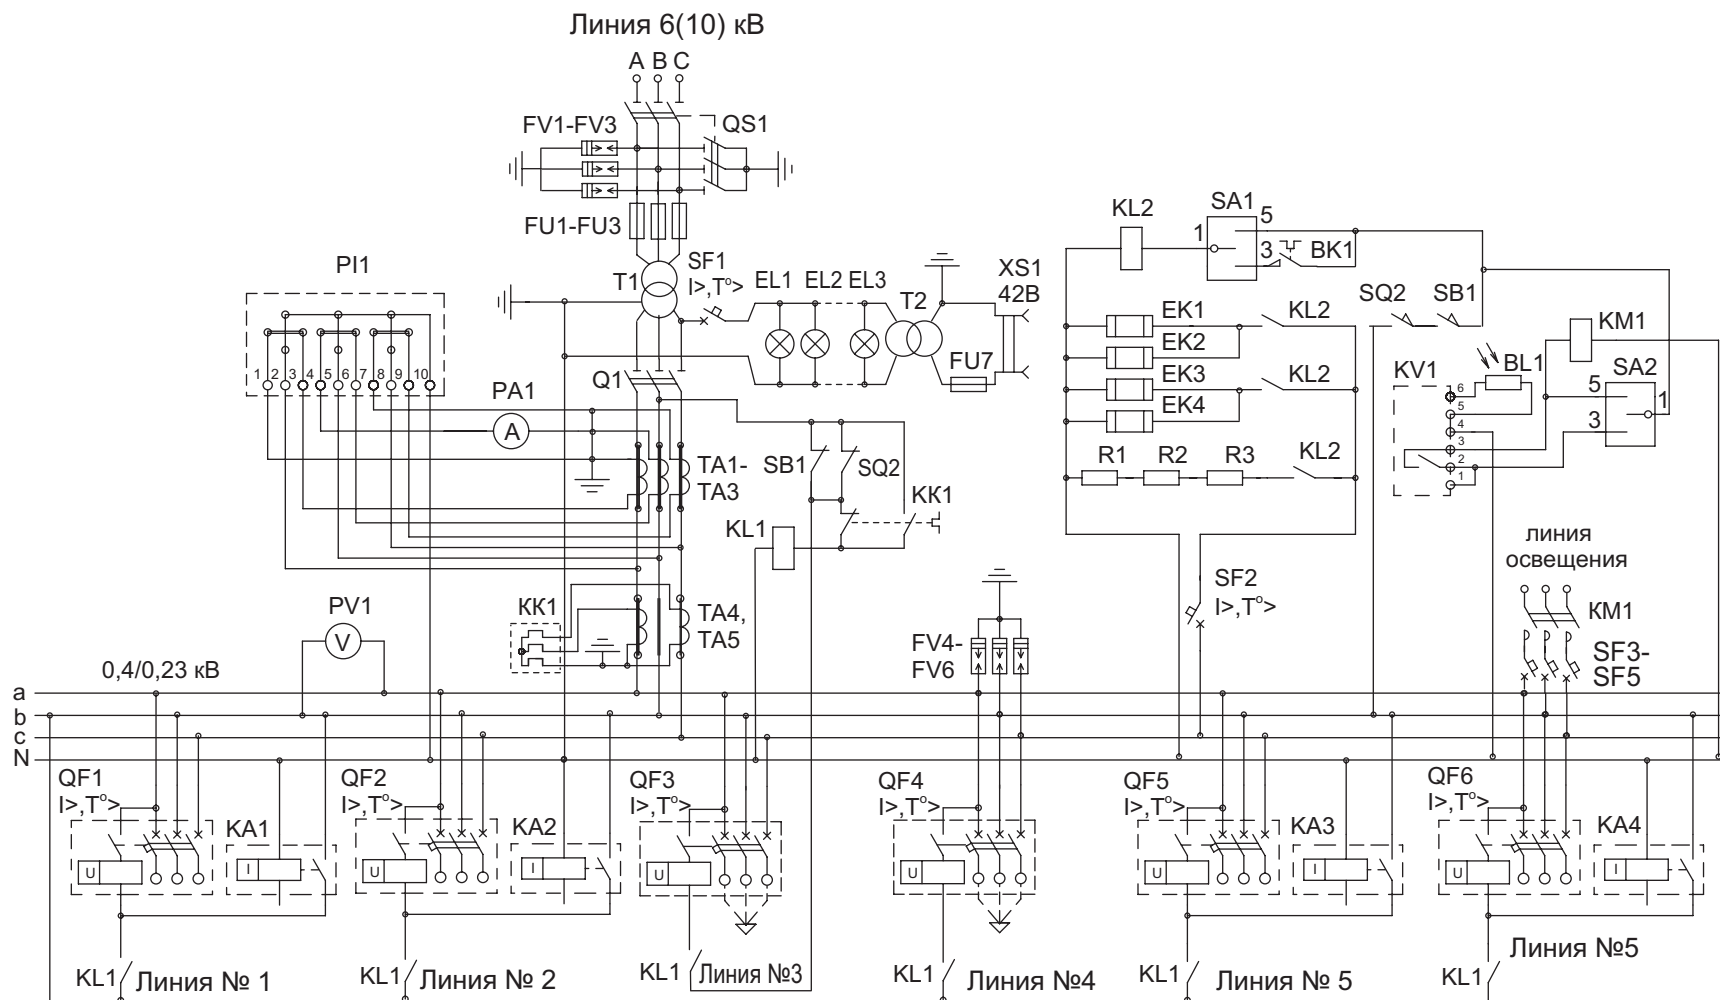 Линия 6(10) кВ
A B C
FV1-FV3
QS1
FU1-FU3
T1
SF1
I>,T°>
EL1 EL2 EL3
T2
XS1
42В
FU7
PI1
1 2 3 4 5 6 7 8 9 10
PA1
A
Q1
TA1-
TA3
SB1
SQ2
KK1
KL1
KL2
SA1
1
5
3
BK1
EK1
KL2
EK2
EK3
KL2
EK4
R1 R2 R3
KL2
SQ2
SB1
KM1
BL1
KV1
SA2
6
5
4
3
2
1
5
3
1
SF2
I>,T°>
линия
освещения
KM1
SF3-
SF5
PV1
V
KK1
TA4,
TA5
FV4-
FV6
0,4/0,23 кВ
a
b
c
N
QF1
I>,T°>
U
KA1
I
KL1
Линия № 1
QF2
I>,T°>
U
KA2
I
KL1
Линия № 2
QF3
I>,T°>
U
KL1
Линия №3
QF4
I>,T°>
U
KL1
Линия №4
QF5
I>,T°>
U
KA3
I
KL1
Линия № 5
QF6
I>,T°>
U
KA4
I
KL1
Линия №5